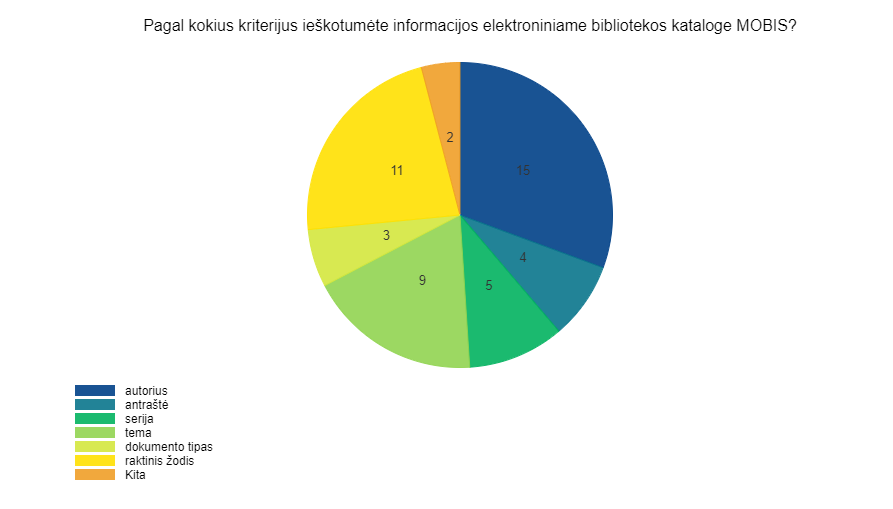 Pagal kokius kriterijus ieškotumėte informacijos elektroniniame bibliotekos kataloge MOBIS?
2
15
11
4
3
5
9
autorius
antraštė
serija
tema
dokumento tipas
raktinis žodis
Kita